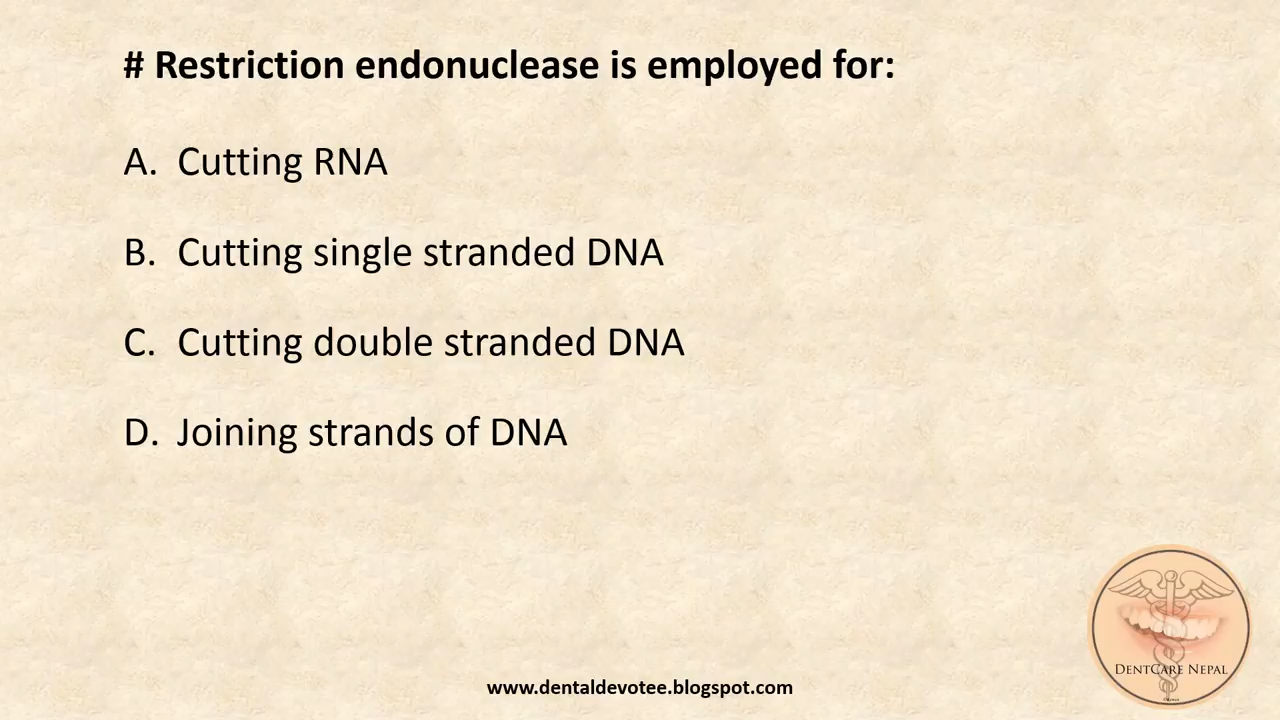 # Restriction endonuclease is employed for:
A. Cutting RNA
B. Cutting single stranded DNA
C. Cutting double stranded DNA
D. Joining strands of DNA
DENTCARE NEPAL
www.dentaldevotee.blogspot.com